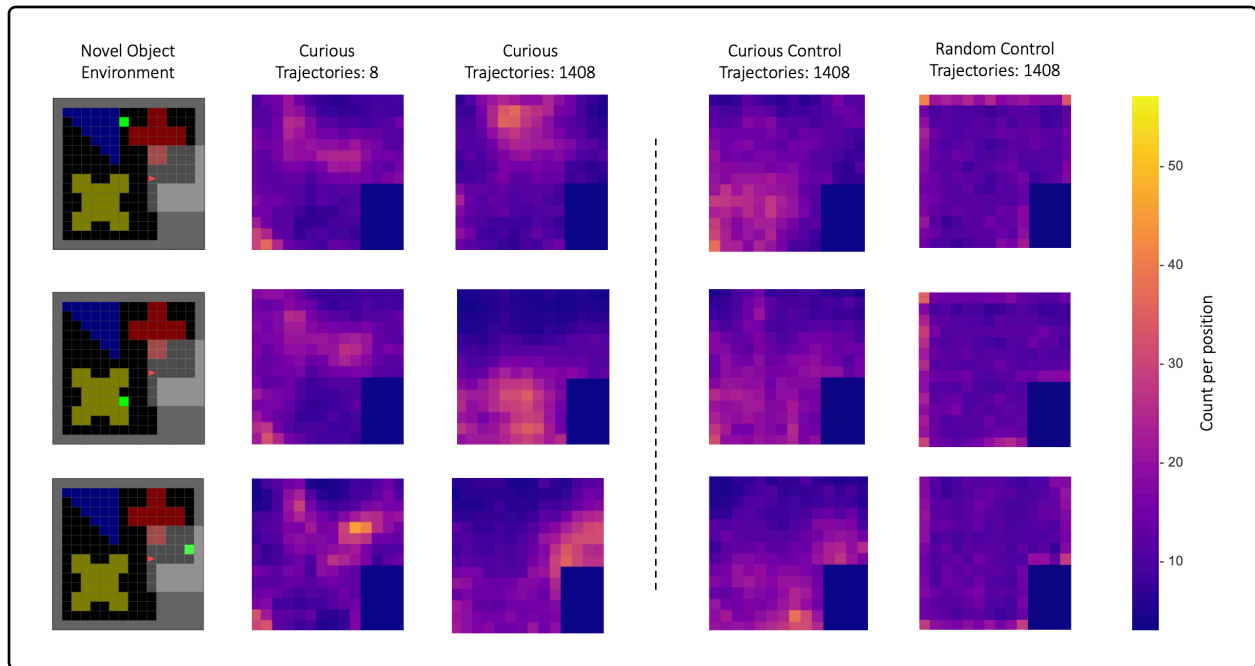 Novel Object
Environment
Curious
Trajectories: 8
Curious
Trajectories: 1408
Curious Control
Trajectories: 1408
Random Control
Trajectories: 1408
- 50
- 40
- 30
- 20
- 10
Count per position